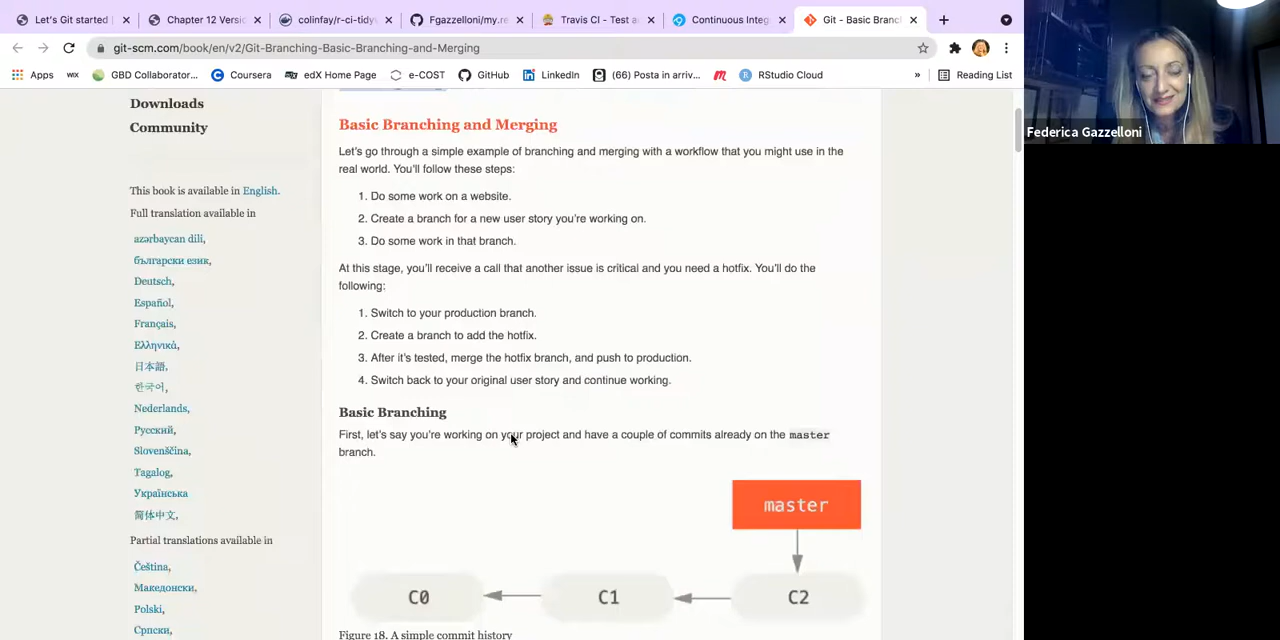 Let's Git started |
Chapter 12 Versi
colinfay/r-ci-tidyv
Fgazzelloni/my.re
Travis CI - Test a
Continuous Integ
Git - Basic Branch
git-scm.com/book/en/v2/Git-Branching-Basic-Branching-and-Merging
Apps
WIX
GBD Collaborator...
Coursera
edX Home Page
e-COST
GitHub
LinkedIn
(66) Posta in arriv...
RStudio Cloud
»
Reading List
Federica Gazzelloni
Downloads
Community
This book is available in English.
Full translation available in
azərbaycan dili,
български език,
Deutsch,
Español,
Français,
Ελληνικά,
日本語,
한국어,
Nederlands,
Русский,
Slovenščina,
Tagalog,
Українська
简体中文,
Partial translations available in
Čeština,
Македонски,
Polski,
Српски,
Basic Branching and Merging
Let's go through a simple example of branching and merging with a workflow that you might use in the
real world. You'll follow these steps:
1. Do some work on a website.
2. Create a branch for a new user story you're working on.
3. Do some work in that branch.
At this stage, you'll receive a call that another issue is critical and you need a hotfix. You'll do the
following:
1. Switch to your production branch.
2. Create a branch to add the hotfix.
3. After it's tested, merge the hotfix branch, and push to production.
4. Switch back to your original user story and continue working.
Basic Branching
First, let's say you're working on your project and have a couple of commits already on the master
branch.
master
C0
C1
C2
Figure 18. A simple commit history